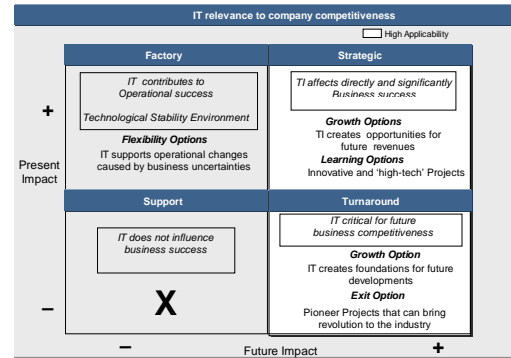 IT relevance to company competitiveness
High Applicability
Factory
Strategic
IT contributes to
Operational success
Technological Stability Environment
Flexibility Options
IT supports operational changes
caused by business uncertainties
TI affects directly and significantly
Business success
Growth Options
TI creates opportunities for
future revenues
Learning Options
Innovative and ‘high-tech’ Projects
+
Present
Impact
Support
Turnaround
IT does not influence
business success
X
IT critical for future
business competitiveness
Growth Option
IT creates foundations for future
developments
Exit Option
Pioneer Projects that can bring
revolution to the industry
–
–
Future Impact
+